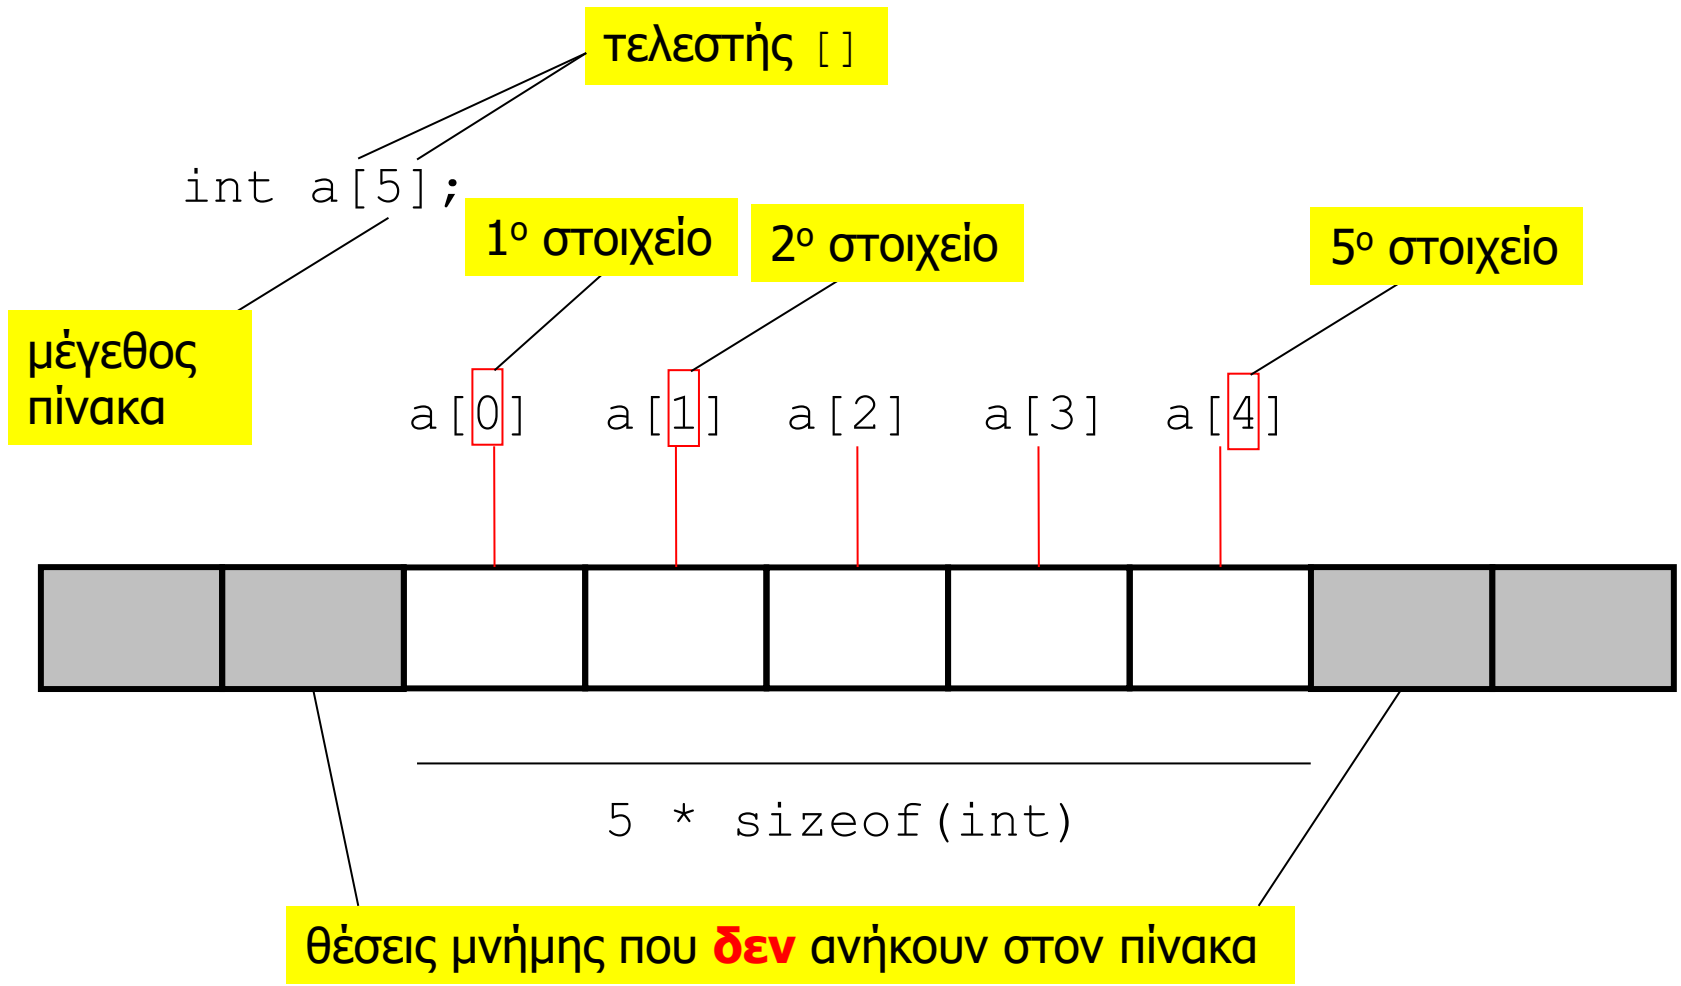 τελεστής []
int a[5];
1ο στοιχείο
2ο στοιχείο
5ο στοιχείο
μέγεθος
πίνακα
a[0] a[1] a[2] a[3] a[4]
5 * sizeof(int)
θέσεις μνήμης που δεν ανήκουν στον πίνακα